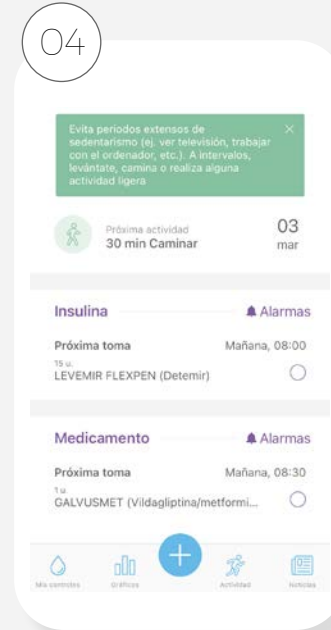 04
Evita periodos extensos de
sedentarismo (ej. ver televisión, trabajar
con el ordenador, etc.). A intervalos,
levántate, camina o realiza alguna
actividad ligera
Próxima actividad
30 min Caminar
03
mar
Insulina
Alarmas
Próxima toma
Mañana, 08:00
15 u.
LEVEMIR FLEXPEN (Detemir)
Medicamento
Alarmas
Próxima toma
Mañana, 08:30
1 u.
GALVUSMET (Vildagliptina/metformi...
Mis controles
Gráficos
Actividad
Noticias